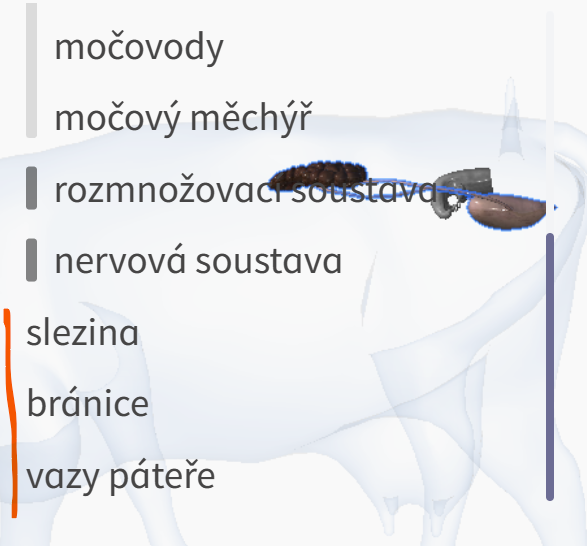 močovody
močový měchýř
rozmnožovací soustava
nervová soustava
slezina
bránice
vazy páteře